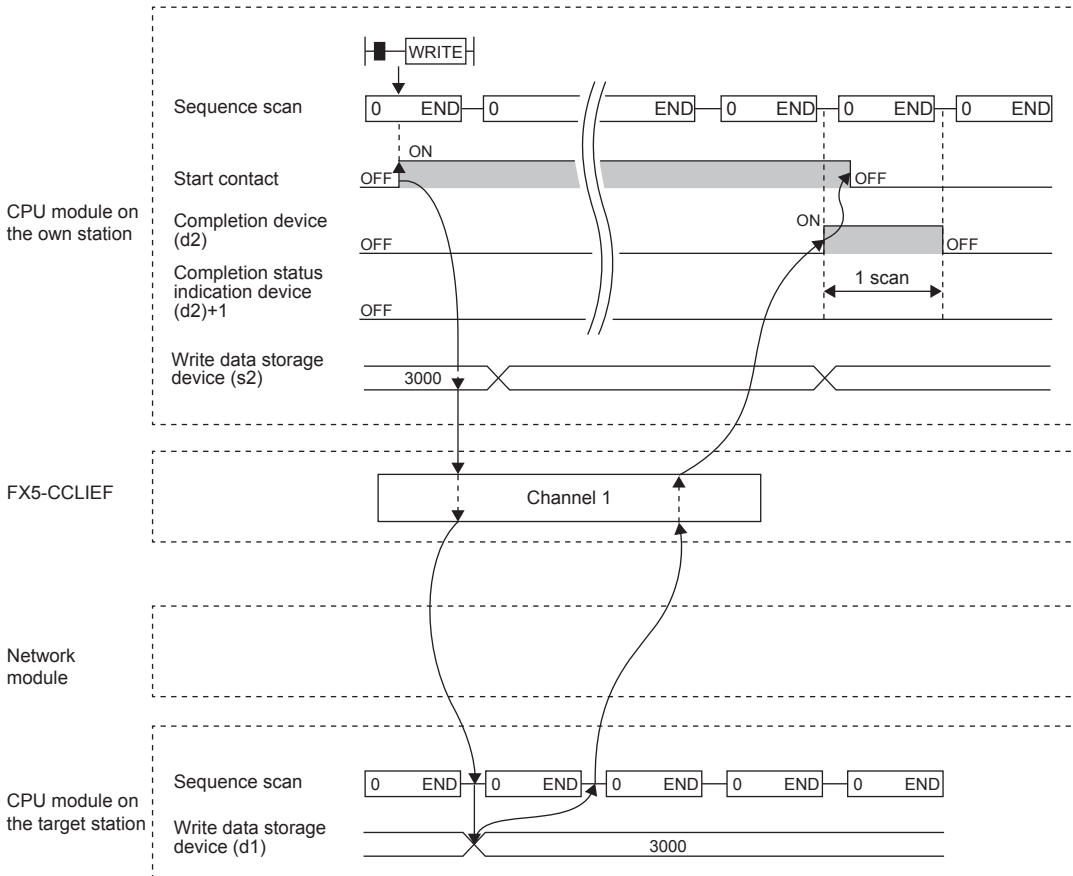 WRITE
Sequence scan
0 END 0 END 0 END 0 END 0 END
ON
Start contact
OFF
OFF
CPU module on
the own station
Completion device
(d2)
ON
OFF
OFF
Completion status
indication device
(d2)+1
1 scan
OFF
Write data storage
device (s2)
3000
FX5-CCLIEF
Channel 1
Network
module
Sequence scan
0 END 0 END 0 END 0 END 0 END
CPU module on
the target station
Write data storage
device (d1)
3000